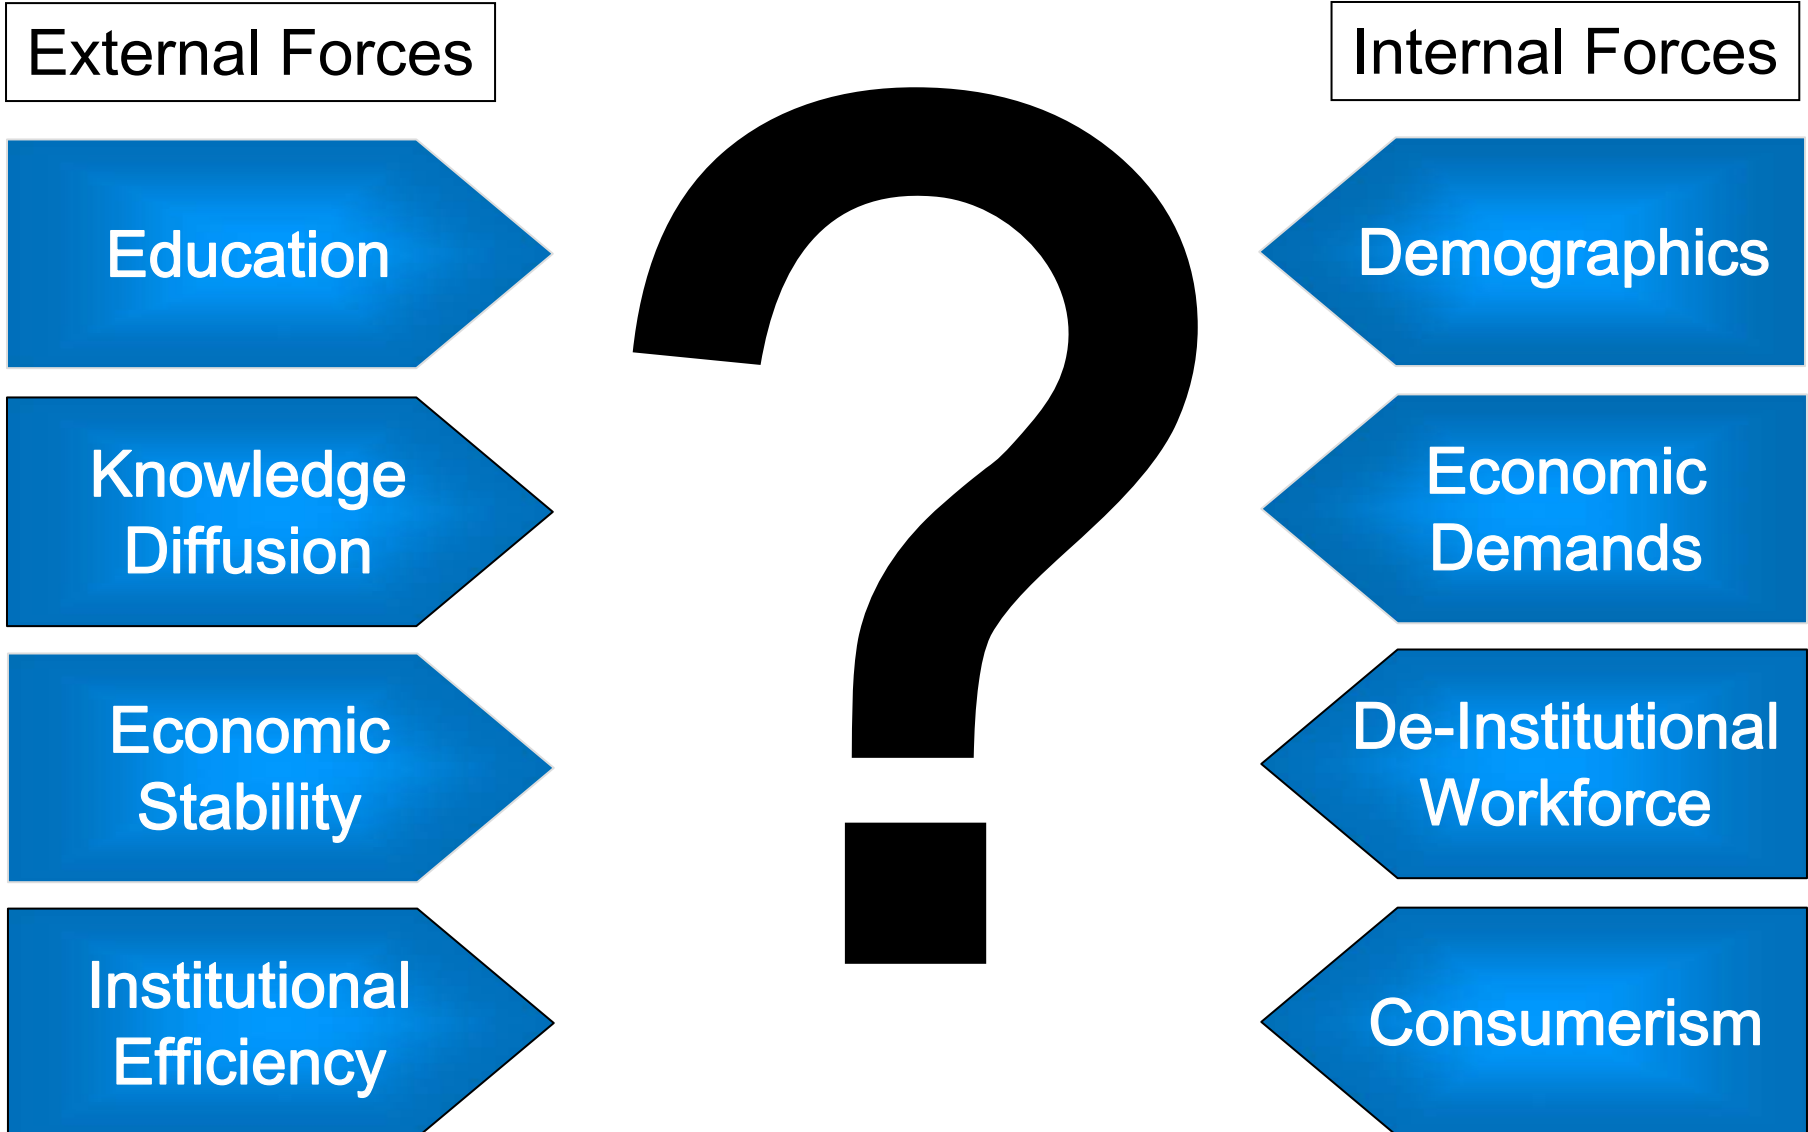 External Forces
Education
Knowledge
Diffusion
Economic
Stability
Institutional
Efficiency
?
Internal Forces
Demographics
Economic
Demands
De-Institutional
Workforce
Consumerism